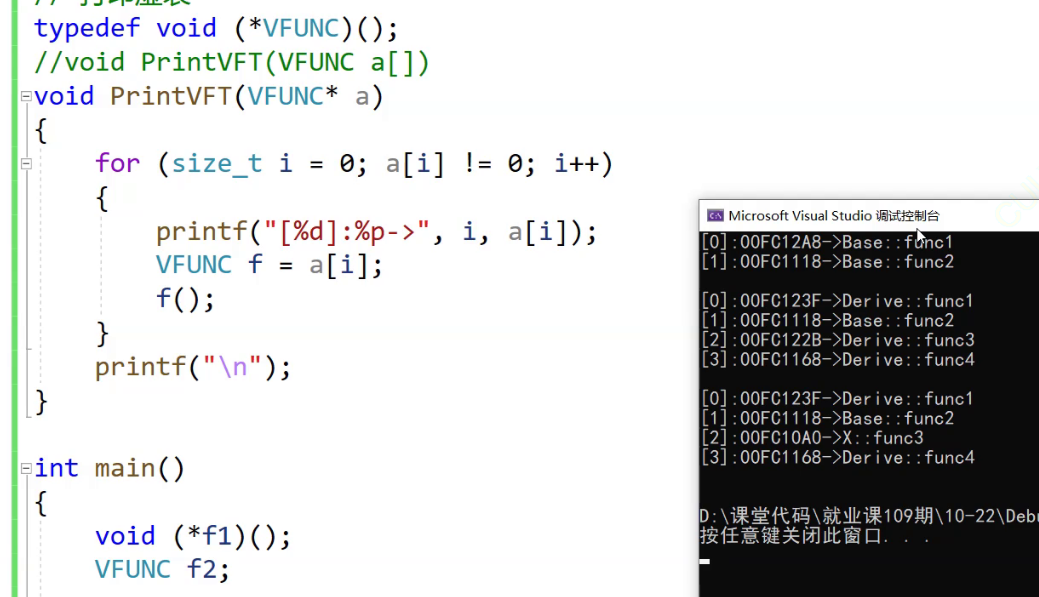 // 打印虚表
typedef void (*VFUNC)();
//void PrintVFT(VFUNC a[])
void PrintVFT(VFUNC* a)
{
for (size_t i = 0; a[i] != 0; i++)
{
printf("[%d]:%p->", i, a[i]);
VFUNC f = a[i];
f();
}
printf("\n");
}
int main()
{
void (*f1)();
VFUNC f2;
Microsoft Visual Studio 调试控制台
[0]:00FC12A8->Base::func1
[1]:00FC1118->Base::func2
[0]:00FC123F->Derive::func1
[1]:00FC1118->Base::func2
[2]:00FC122B->Derive::func3
[3]:00FC1168->Derive::func4
[0]:00FC123F->Derive::func1
[1]:00FC1118->Base::func2
[2]:00FC10A0->X::func3
[3]:00FC1168->Derive::func4
D:\课堂代码\就业课109期\10-22\Debu
按任意键关闭此窗口. . .